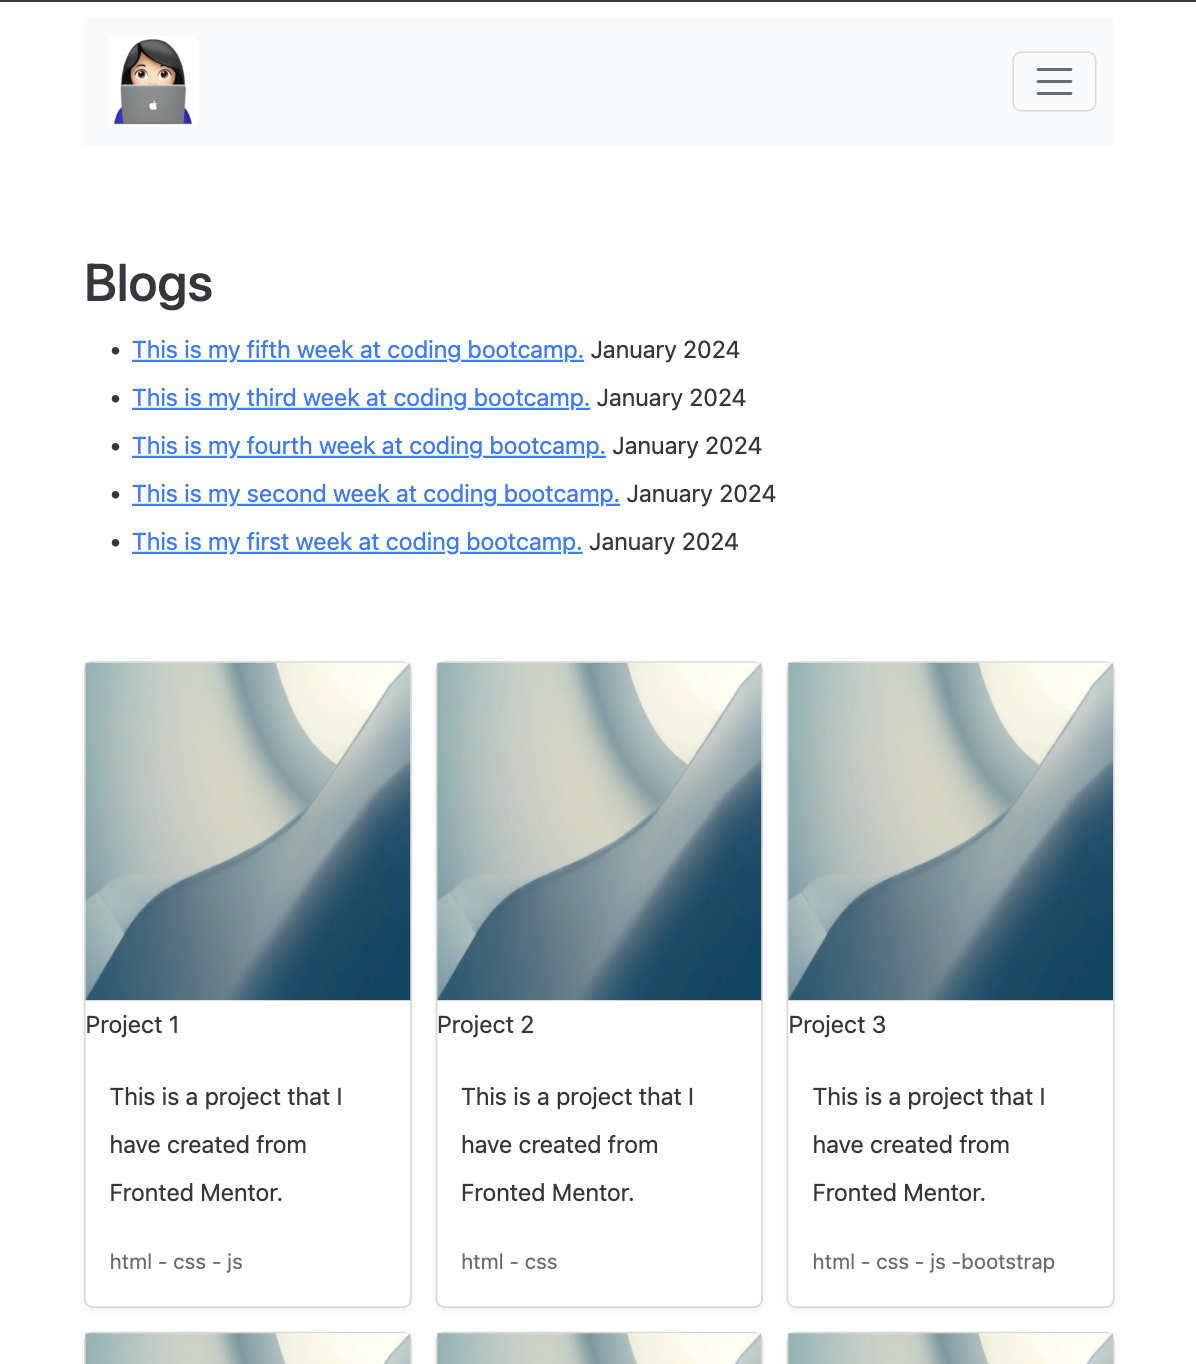 Blogs
This is my fifth week at coding bootcamp. January 2024
This is my third week at coding bootcamp. January 2024
This is my fourth week at coding bootcamp. January 2024
This is my second week at coding bootcamp. January 2024
This is my first week at coding bootcamp. January 2024
Project 1
This is a project that I
have created from
Fronted Mentor.
html - css - js
Project 2
This is a project that I
have created from
Fronted Mentor.
html - css
Project 3
This is a project that I
have created from
Fronted Mentor.
html - css - js -bootstrap